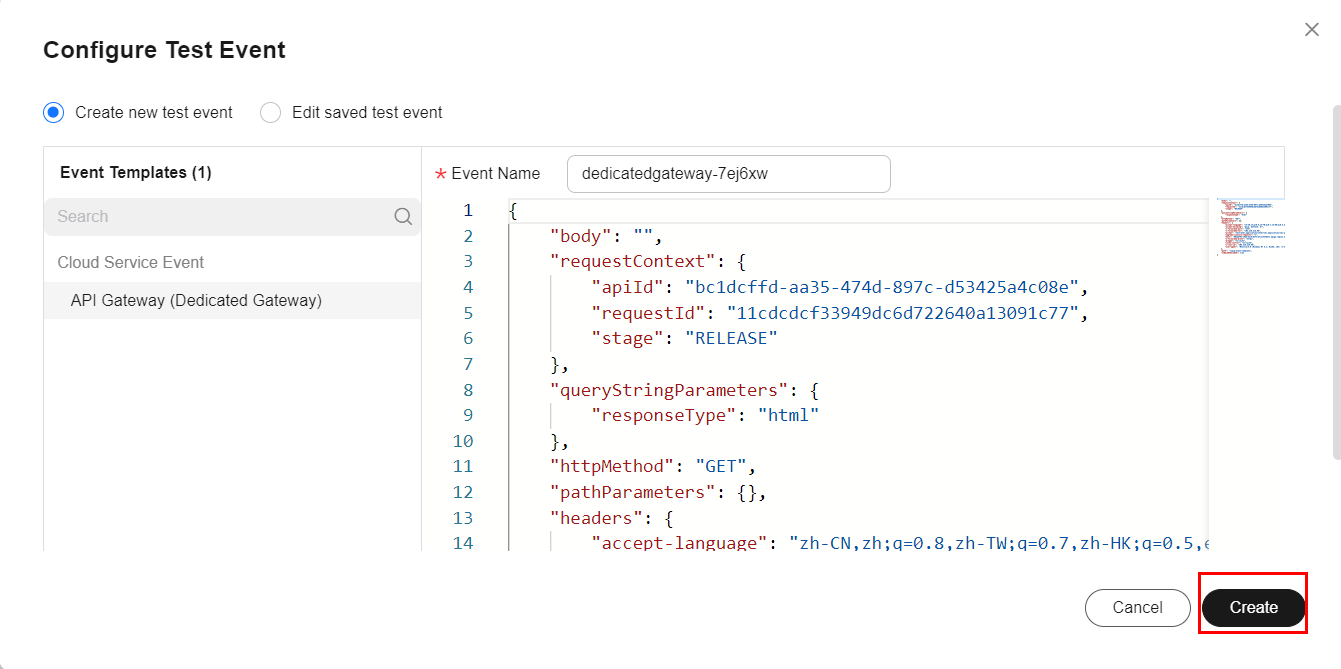 Configure Test Event
Create new test event
Edit saved test event
Event Templates (1)
Search
Cloud Service Event
API Gateway (Dedicated Gateway)
* Event Name
dedicatedgateway-7ej6xw
1 {
2 "body": "",
3 "requestContext": {
4 "apiId": "bc1dcffd-aa35-474d-897c-d53425a4c08e",
5 "requestId": "11cdcdcf33949dc6d722640a13091c77",
6 "stage": "RELEASE"
7 },
8 "queryStringParameters": {
9 "responseType": "html"
10 },
11 "httpMethod": "GET",
12 "pathParameters": {},
13 "headers": {
14 "accept-language": "zh-CN,zh;q=0.8,zh-TW;q=0.7,zh-HK;q=0.5,e
Cancel
Create